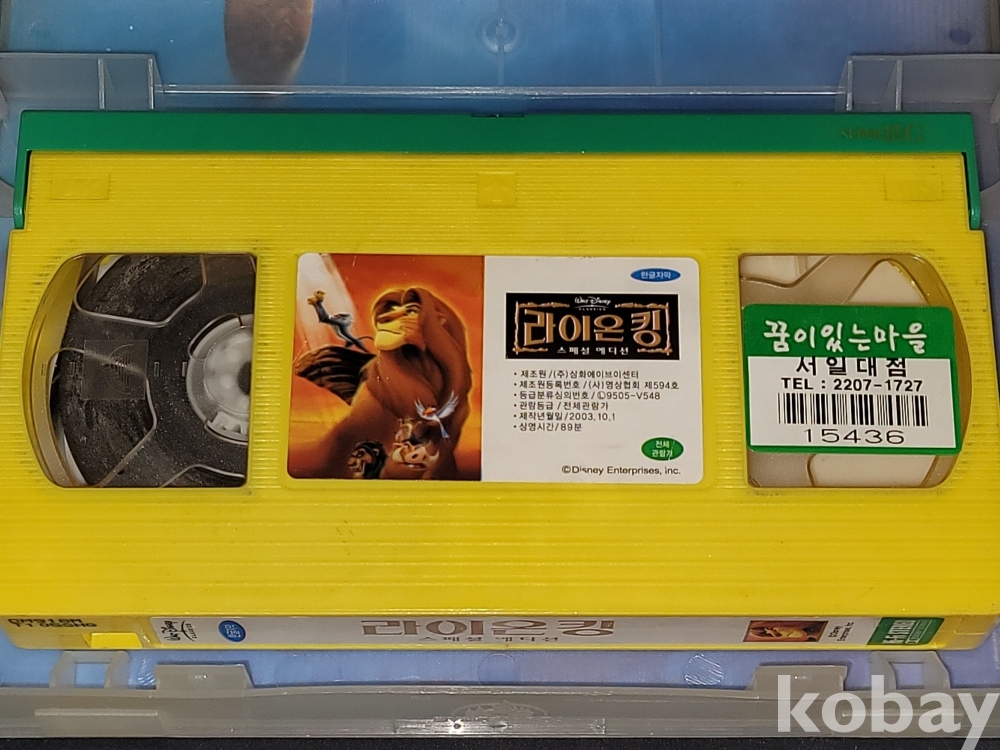 한글자막
WALT DISNEY
CLASSICS
라이온 킹
스페셜 에디션
· 제조원 / (주)상화에이브이센터
· 제조원등록번호 / (사)영상협회 제594호
· 등급분류심의번호 / Ⓛ9505-V548
· 관람등급 / 전체관람가
· 제작년월일 / 2003.10.1
· 상영시간 / 89분
전체
관람가
©Disney Enterprises, Inc.
꿈이있는마을
서일대점
TEL : 2207-1727
15436
WALT DISNEY
라이온 킹
스페셜 에디션
kobay